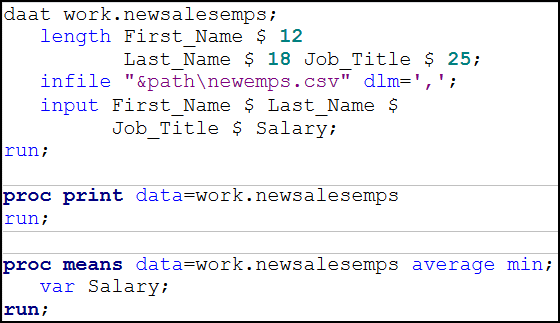 daat work.newsalesemps;
length First_Name $ 12
Last_Name $ 18 Job_Title $ 25;
infile "&path\newemps.csv" dlm=',';
input First_Name $ Last_Name $
Job_Title $ Salary;
run;
proc print data=work.newsalesemps
run;
proc means data=work.newsalesemps average min;
var Salary;
run;